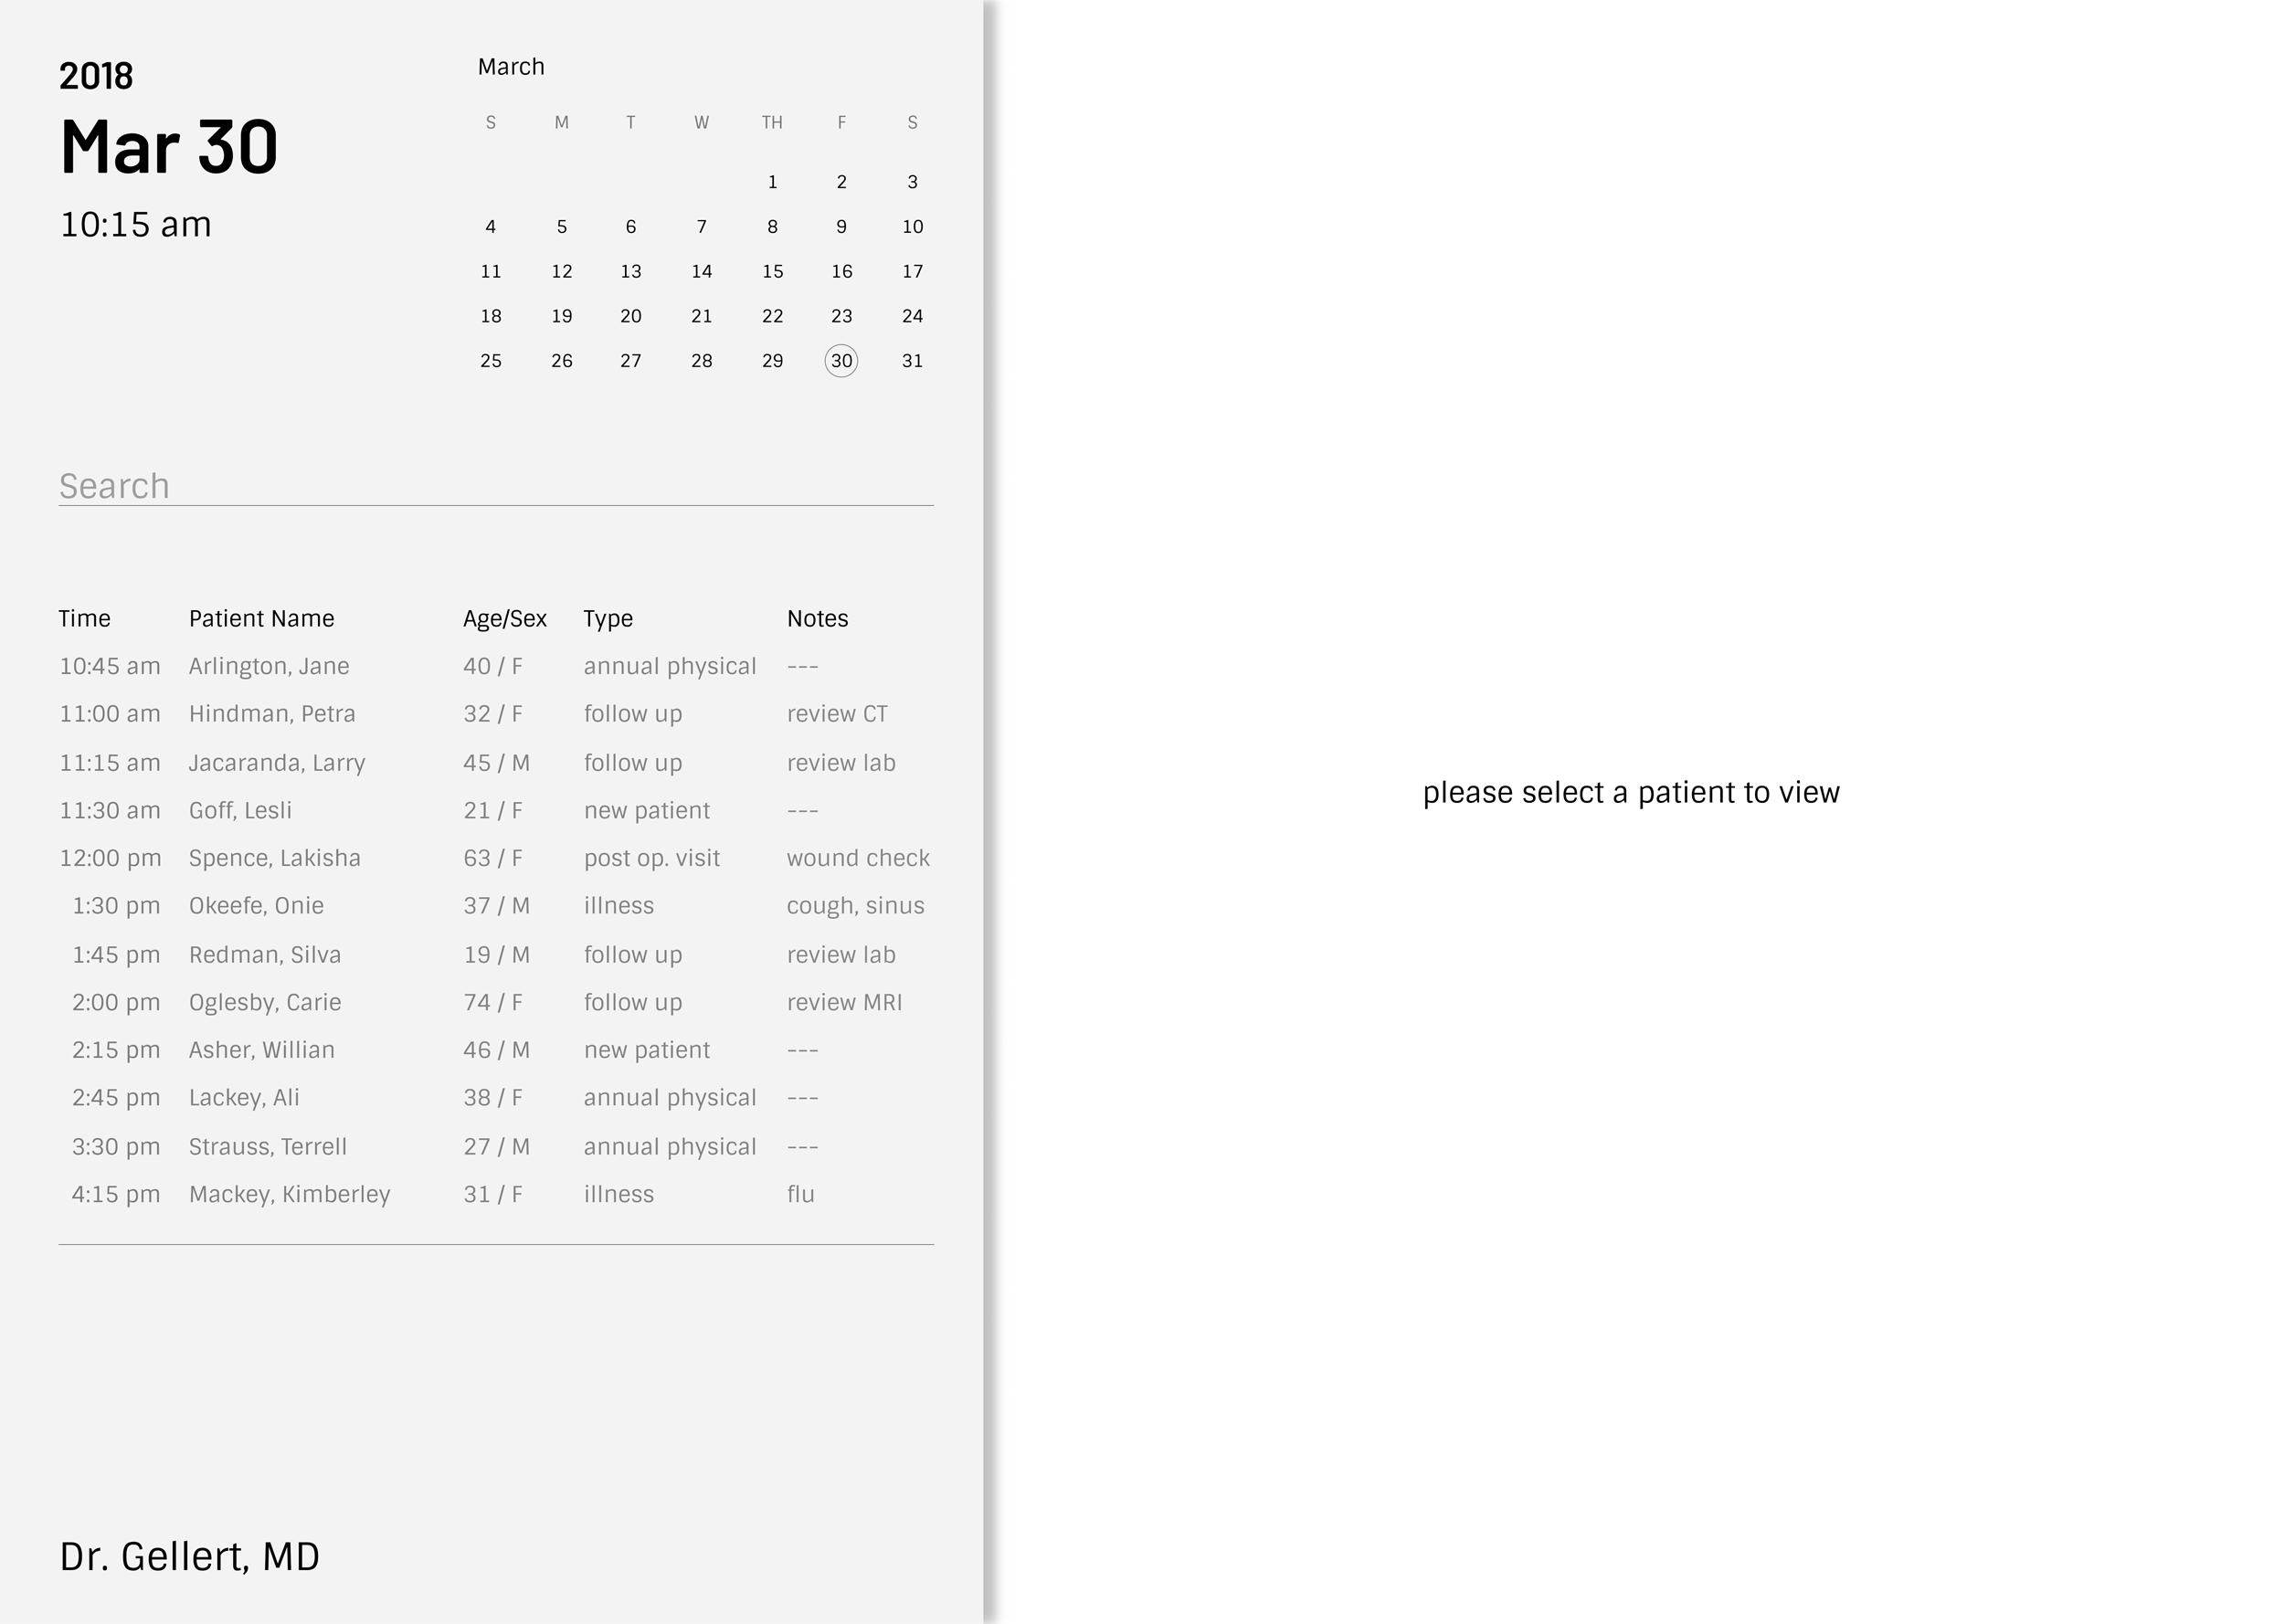 2018
Mar 30
10:15 am
March
S M T W TH F S
1 2 3
4 5 6 7 8 9 10
11 12 13 14 15 16 17
18 19 20 21 22 23 24
25 26 27 28 29 30 31
Search
Time Patient Name Age/Sex Type Notes
10:45 am Arlington, Jane 40 / F annual physical ---
11:00 am Hindman, Petra 32 / F follow up review CT
11:15 am Jacaranda, Larry 45 / M follow up review lab
11:30 am Goff, Lesli 21 / F new patient ---
12:00 pm Spence, Lakisha 63 / F post op. visit wound check
1:30 pm Okeefe, Onie 37 / M illness cough, sinus
1:45 pm Redman, Silva 19 / M follow up review lab
2:00 pm Oglesby, Carie 74 / F follow up review MRI
2:15 pm Asher, Willian 46 / M new patient ---
2:45 pm Lackey, Ali 38 / F annual physical ---
3:30 pm Strauss, Terrell 27 / M annual physical ---
4:15 pm Mackey, Kimberley 31 / F illness flu
Dr. Gellert, MD
please select a patient to view